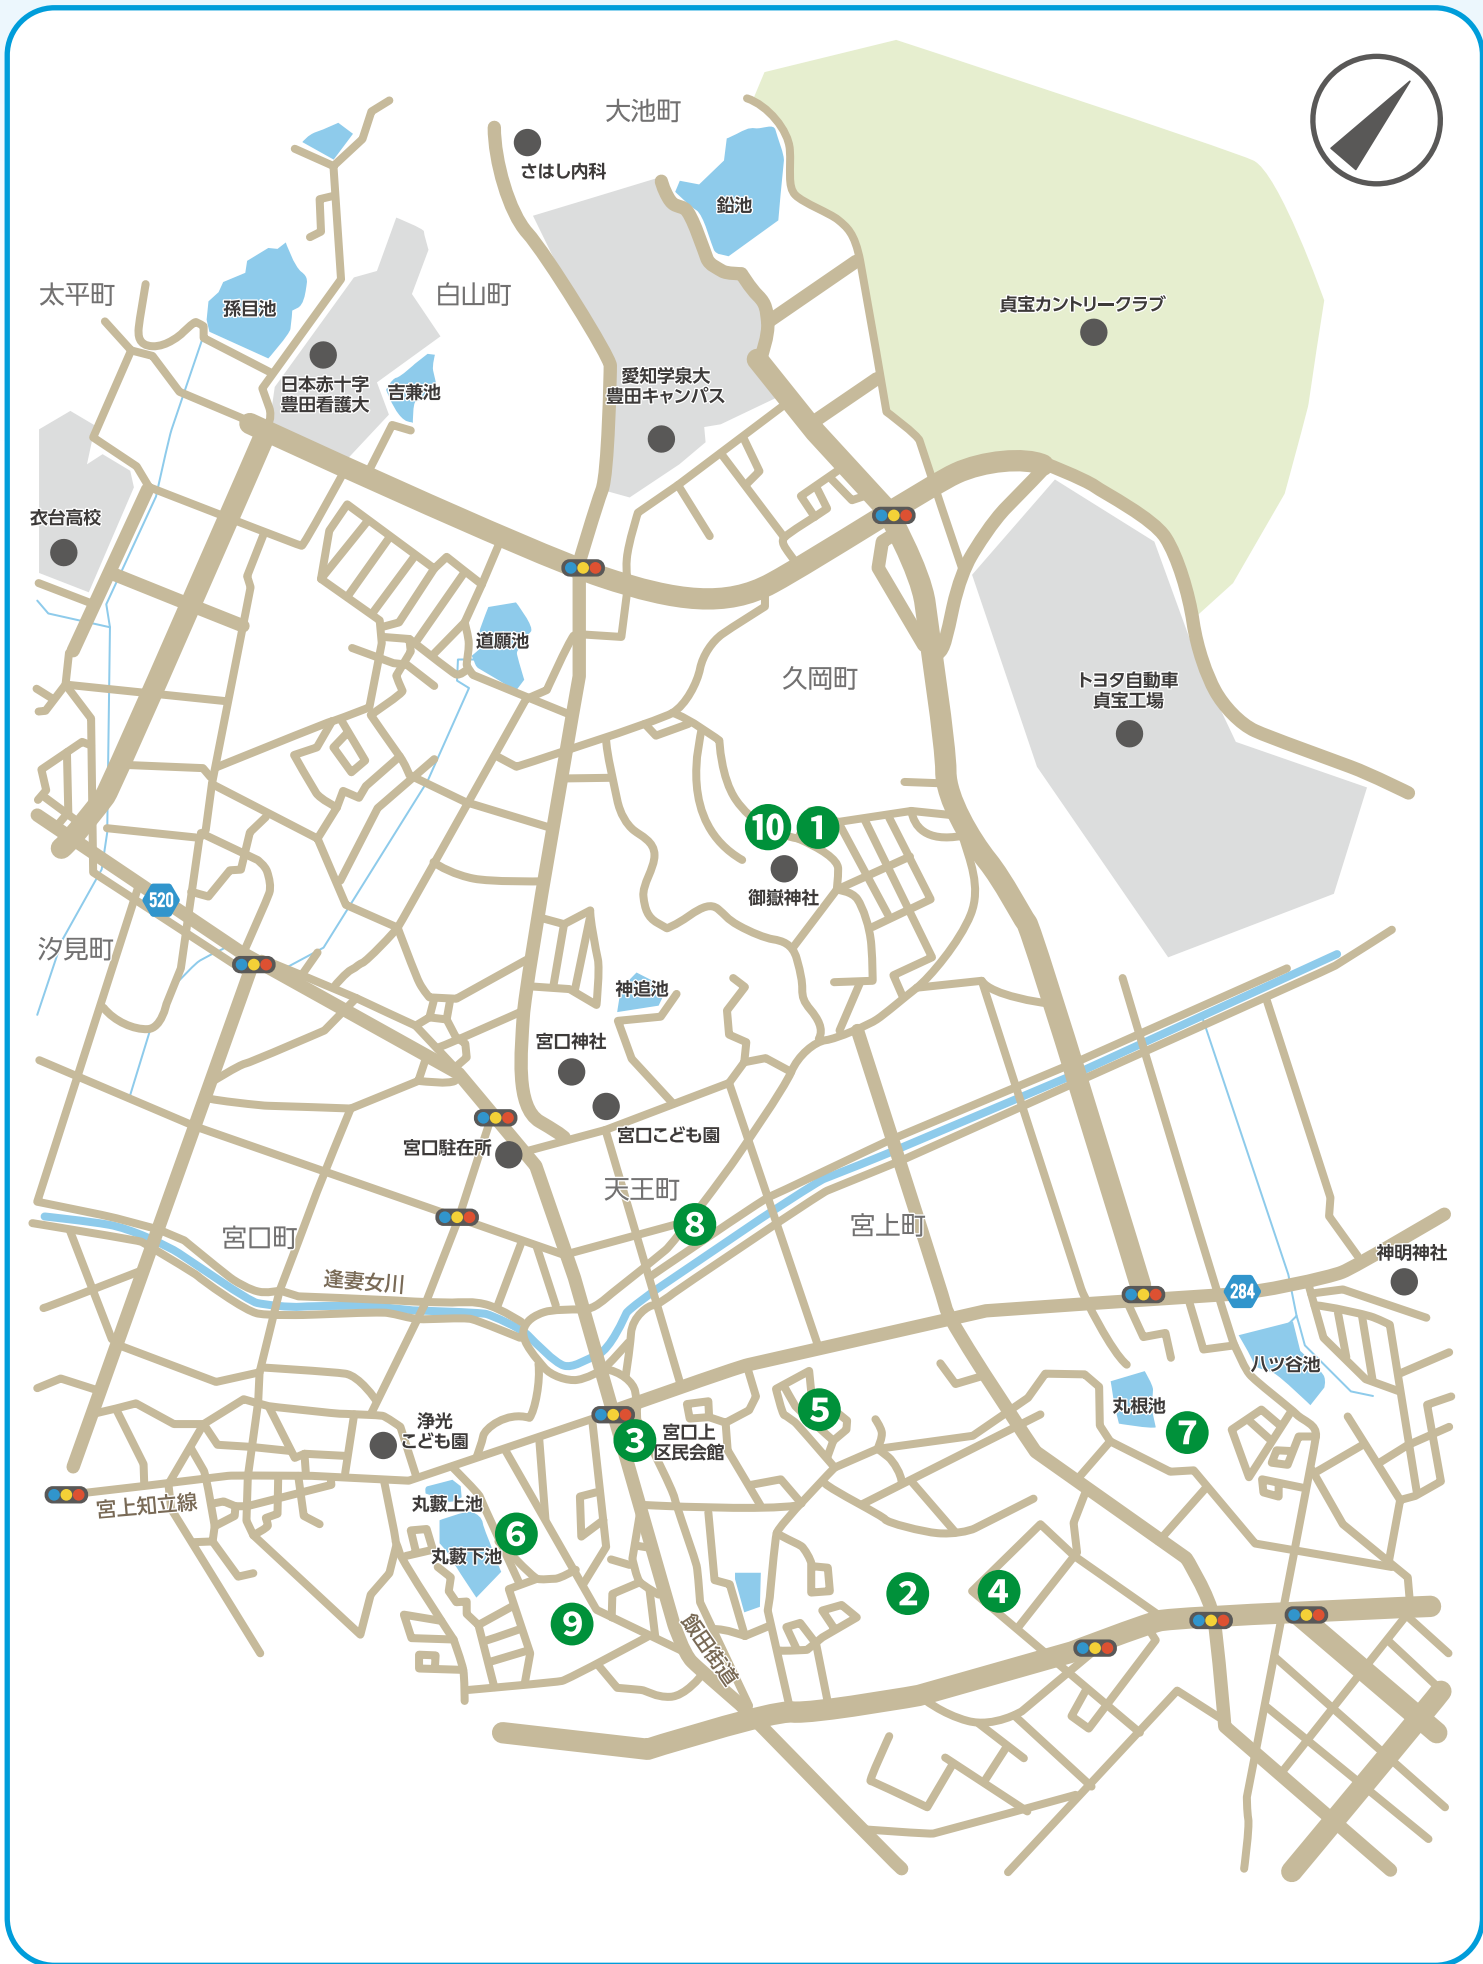 大池町
さはし内科
鉛池
太平町
孫目池
白山町
貞宝カントリークラブ
日本赤十字
豊田看護大
吉兼池
愛知学泉大
豊田キャンパス
衣台高校
道願池
久岡町
トヨタ自動車
貞宝工場
10
1
御嶽神社
520
汐見町
神追池
宮口神社
宮口こども園
宮口駐在所
天王町
8
宮上町
宮口町
逢妻女川
神明神社
284
八ツ谷池
丸根池
5
7
浄光
こども園
3
宮口上
区民会館
宮上知立線
丸藪上池
6
丸藪下池
2
4
9
飯田街道